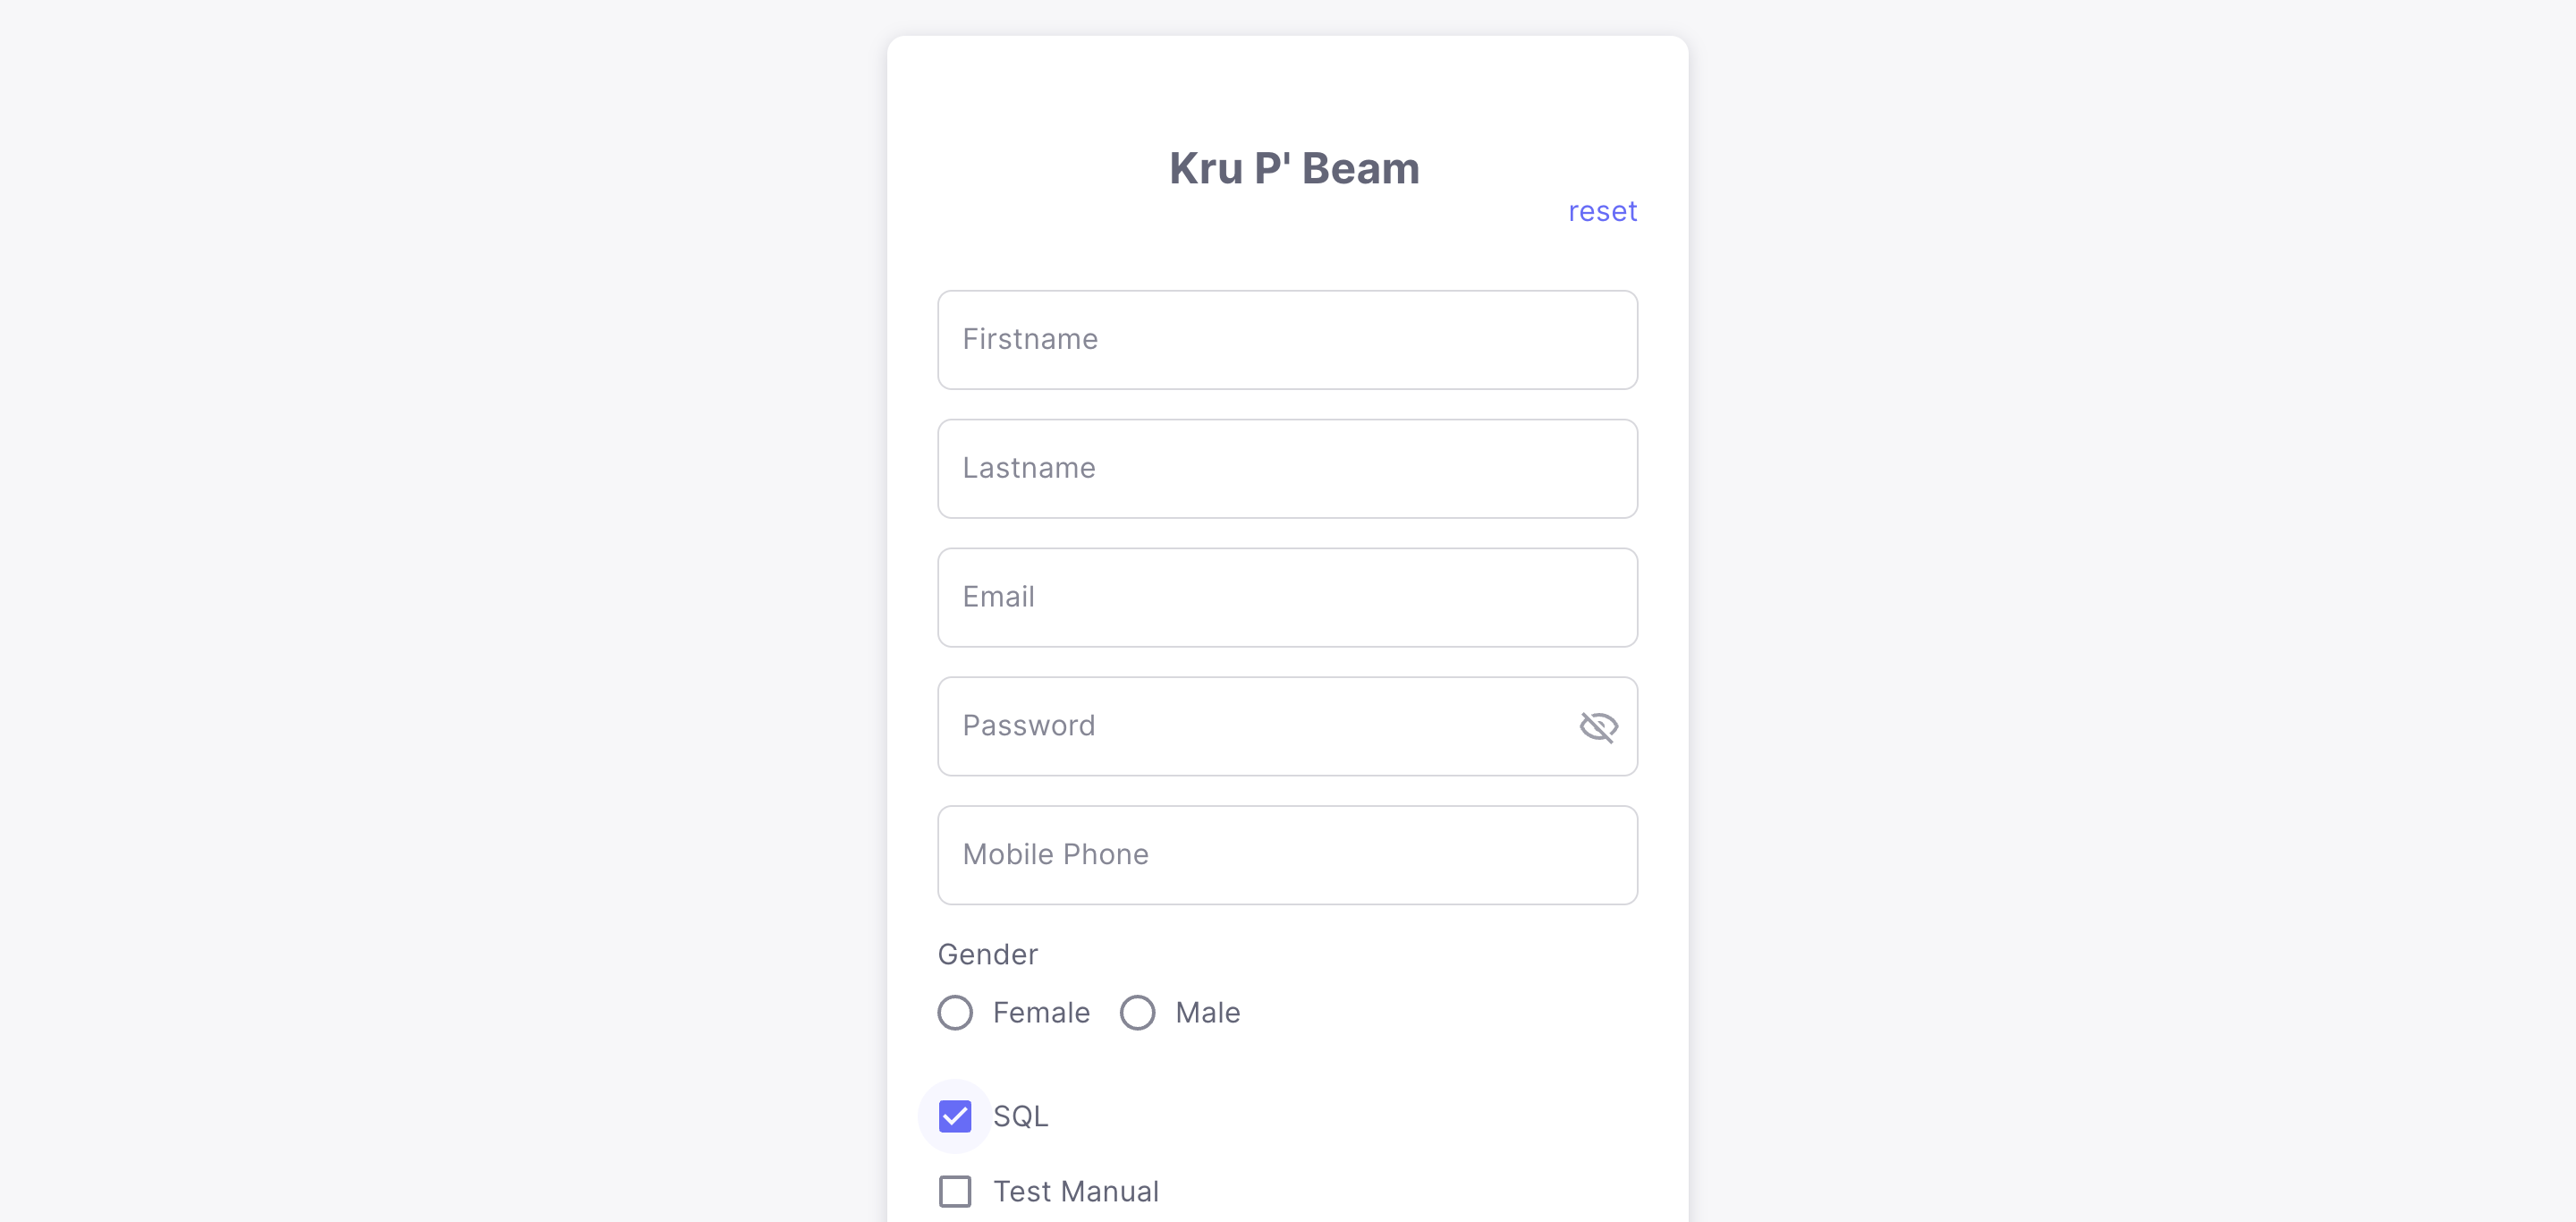 Kru P' Beam
reset
Firstname
Lastname
Email
Password
Mobile Phone
Gender
Female Male
SQL
Test Manual